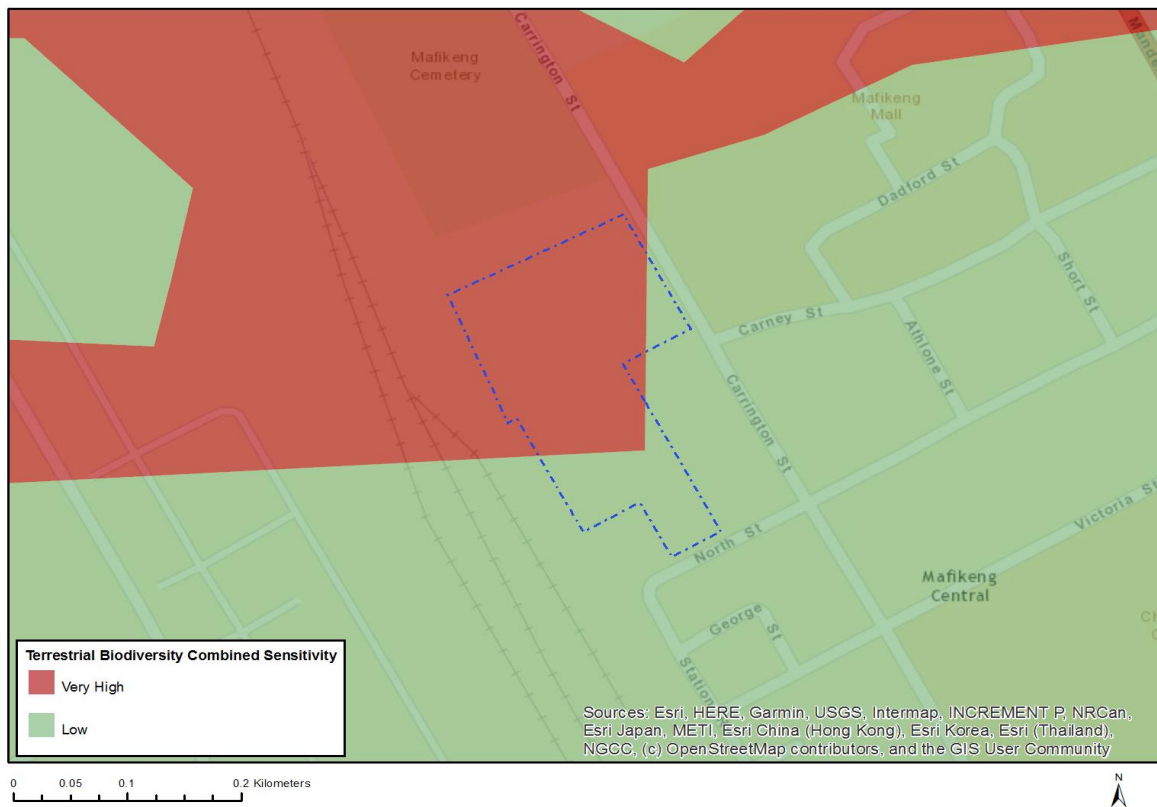 Carrington St
Mafikeng
Cemetery
Mafikeng
Mall
Dadford St
Short St
Carney St
Athlone St
Carrington St
North St
Victoria St
Mafikeng
Central
George St
Terrestrial Biodiversity Combined Sensitivity
Very High
Low
Sources: Esri, HERE, Garmin, USGS, Intermap, INCREMENT P, NRCan,
Esri Japan, METI, Esri China (Hong Kong), Esri Korea, Esri (Thailand),
NGCC, (c) OpenStreetMap contributors, and the GIS User Community
0 0.05 0.1 0.2 Kilometers
N